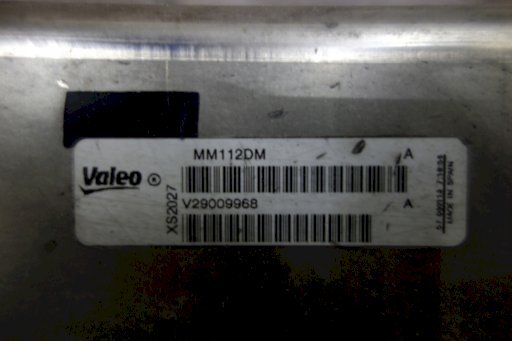 Valeo
XS2027
MM112DM A
V29009968 A
MADE IN SPAIN